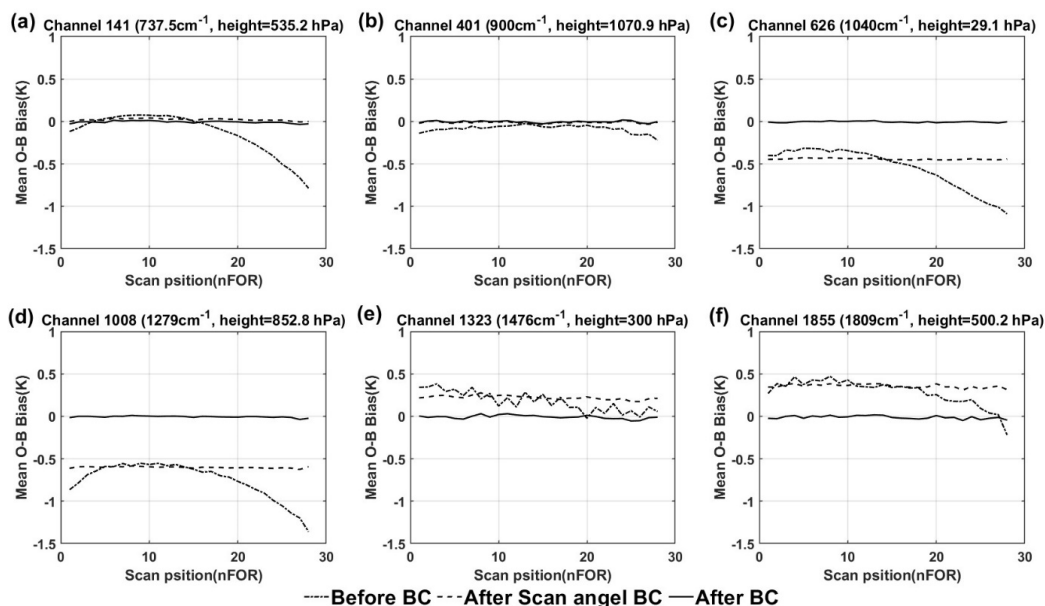 (a) Channel 141 (737.5cm⁻¹, height=535.2 hPa)
1
0.5
0
-0.5
-1
-1.5
Mean O-B Bias(K)
0 10 20 30
Scan psition(nFOR)
(b) Channel 401 (900cm⁻¹, height=1070.9 hPa)
1
0.5
0
-0.5
-1
-1.5
Mean O-B Bias(K)
0 10 20 30
Scan psition(nFOR)
(c) Channel 626 (1040cm⁻¹, height=29.1 hPa)
1
0.5
0
-0.5
-1
-1.5
Mean O-B Bias(K)
0 10 20 30
Scan psition(nFOR)
(d) Channel 1008 (1279cm⁻¹, height=852.8 hPa)
1
0.5
0
-0.5
-1
-1.5
Mean O-B Bias(K)
0 10 20 30
Scan psition(nFOR)
(e) Channel 1323 (1476cm⁻¹, height=300 hPa)
1
0.5
0
-0.5
-1
-1.5
Mean O-B Bias(K)
0 10 20 30
Scan psition(nFOR)
(f) Channel 1855 (1809cm⁻¹, height=500.2 hPa)
1
0.5
0
-0.5
-1
-1.5
Mean O-B Bias(K)
0 10 20 30
Scan psition(nFOR)
Before BC After Scan angel BC After BC